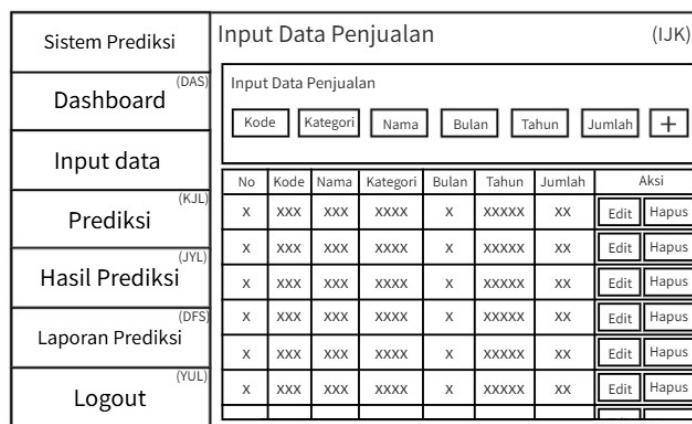 Sistem Prediksi
(DAS)
Dashboard
Input data
(KJL)
Prediksi
(JYL)
Hasil Prediksi
(DFS)
Laporan Prediksi
(YUL)
Logout
Input Data Penjualan (IJK)
Input Data Penjualan
Kode Kategori Nama Bulan Tahun Jumlah +
No Kode Nama Kategori Bulan Tahun Jumlah Aksi
X XXX XXX XXXX X XXXXX XX Edit Hapus
X XXX XXX XXXX X XXXXX XX Edit Hapus
X XXX XXX XXXX X XXXXX XX Edit Hapus
X XXX XXX XXXX X XXXXX XX Edit Hapus
X XXX XXX XXXX X XXXXX XX Edit Hapus
X XXX XXX XXXX X XXXXX XX Edit Hapus